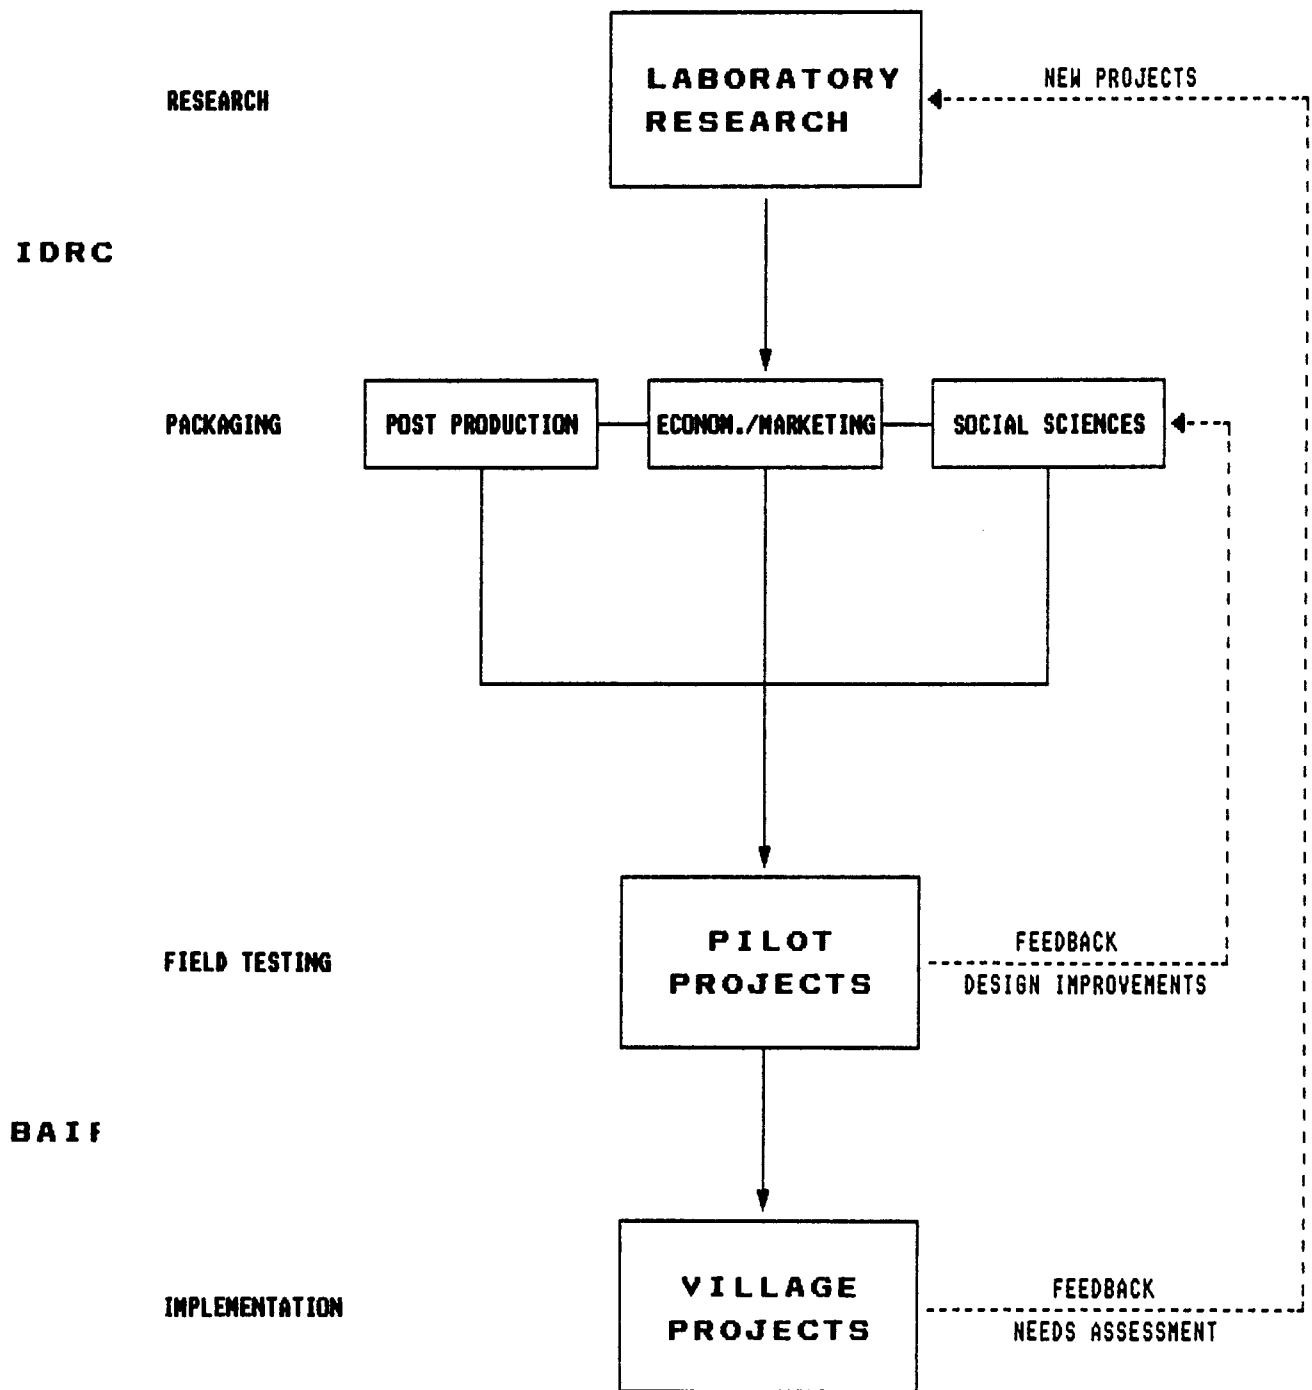 LABORATORY
RESEARCH
NEW PROJECTS
RESEARCH
IDRC
PACKAGING
POST PRODUCTION
ECONOM./MARKETING
SOCIAL SCIENCES
FIELD TESTING
PILOT
PROJECTS
FEEDBACK
DESIGN IMPROVEMENTS
BAIF
IMPLEMENTATION
VILLAGE
PROJECTS
FEEDBACK
NEEDS ASSESSMENT